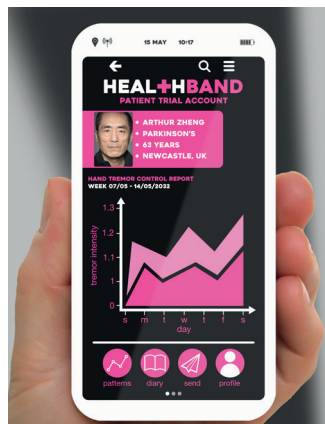 15 MAY 10:17
HEALTHBAND
PATIENT TRIAL ACCOUNT
• ARTHUR ZHENG
• PARKINSON'S
• 63 YEARS
• NEWCASTLE, UK
HAND TREMOR CONTROL REPORT
WEEK 07/05 - 14/05/2032
tremor intensity
1.3
1.2
1.1
1
0
s m t w t f s
day
patterns diary send profile